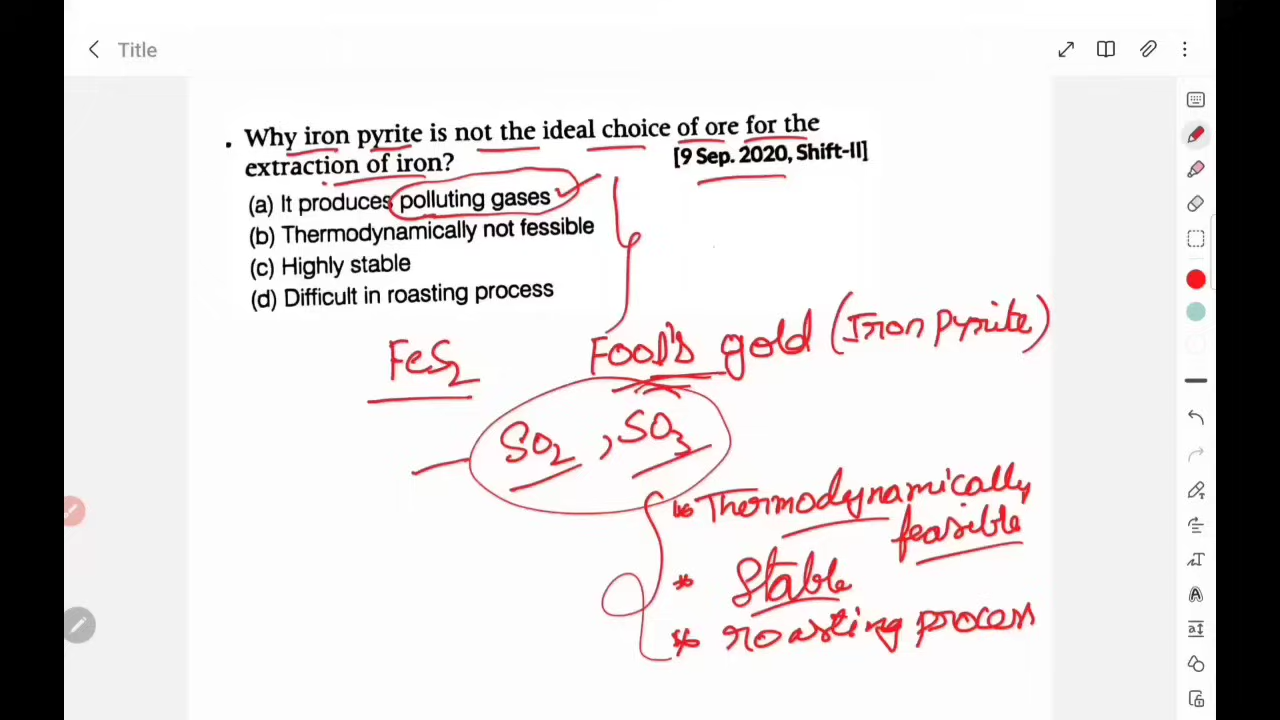 Title
. Why iron pyrite is not the ideal choice of ore for the
extraction of iron? [9 Sep. 2020, Shift-II]
(a) It produces polluting gases
(b) Thermodynamically not fessible
(c) Highly stable
(d) Difficult in roasting process
FeS2 Fool's gold (Iron pyrite)
SO2 , SO3
* Thermodynamically
feasible
* Stable
* roasting process